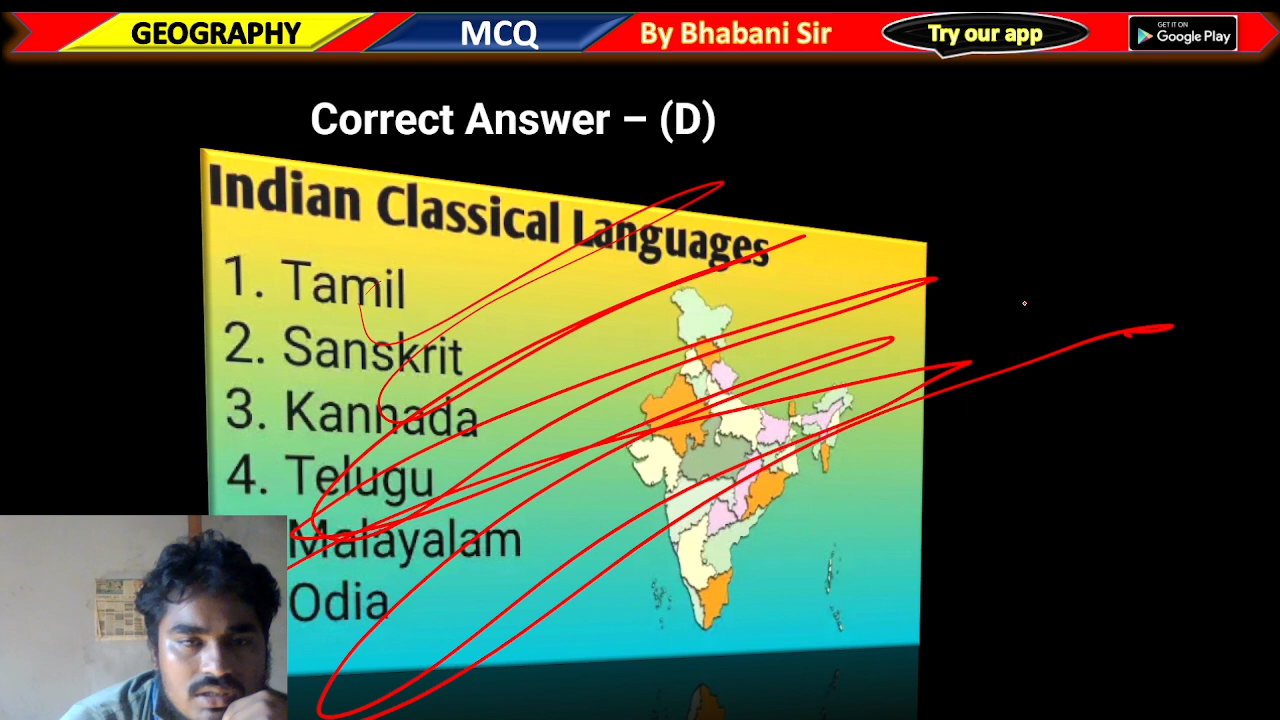 GEOGRAPHY
MCQ
By Bhabani Sir
Try our app
GET IT ON
Google Play
Correct Answer – (D)
Indian Classical Languages
1. Tamil
2. Sanskrit
3. Kannada
4. Telugu
Malayalam
Odia